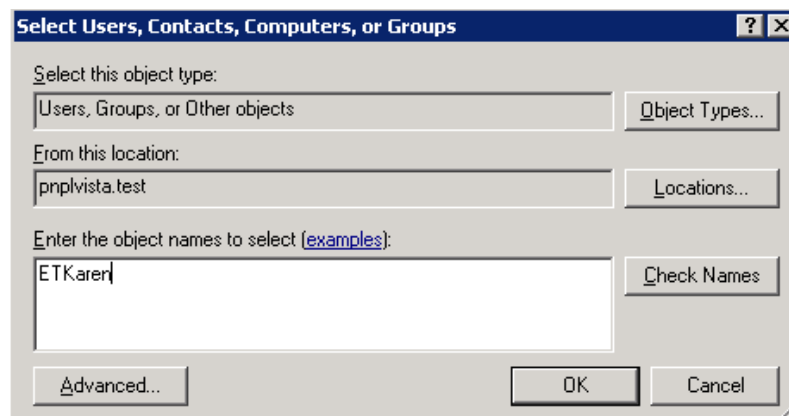 Select Users, Contacts, Computers, or Groups
Select this object type:
Users, Groups, or Other objects
Object Types...
From this location:
pnplvista.test
Locations...
Enter the object names to select (examples):
ETKaren
Check Names
Advanced...
OK
Cancel